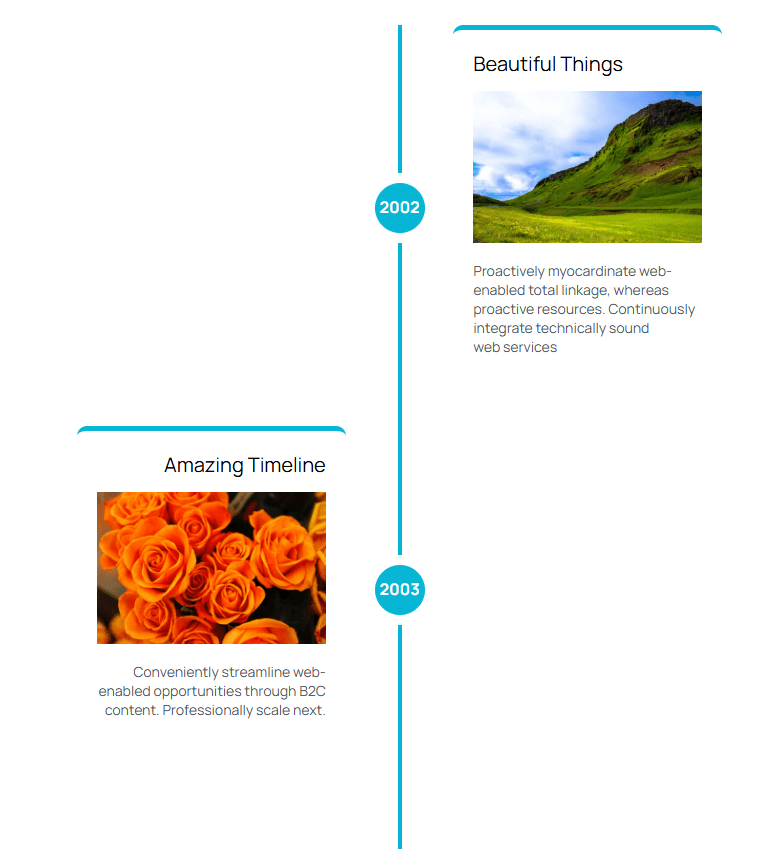 Beautiful Things
2002
Proactively myocardinate web-
enabled total linkage, whereas
proactive resources. Continuously
integrate technically sound
web services
Amazing Timeline
2003
Conveniently streamline web-
enabled opportunities through B2C
content. Professionally scale next.